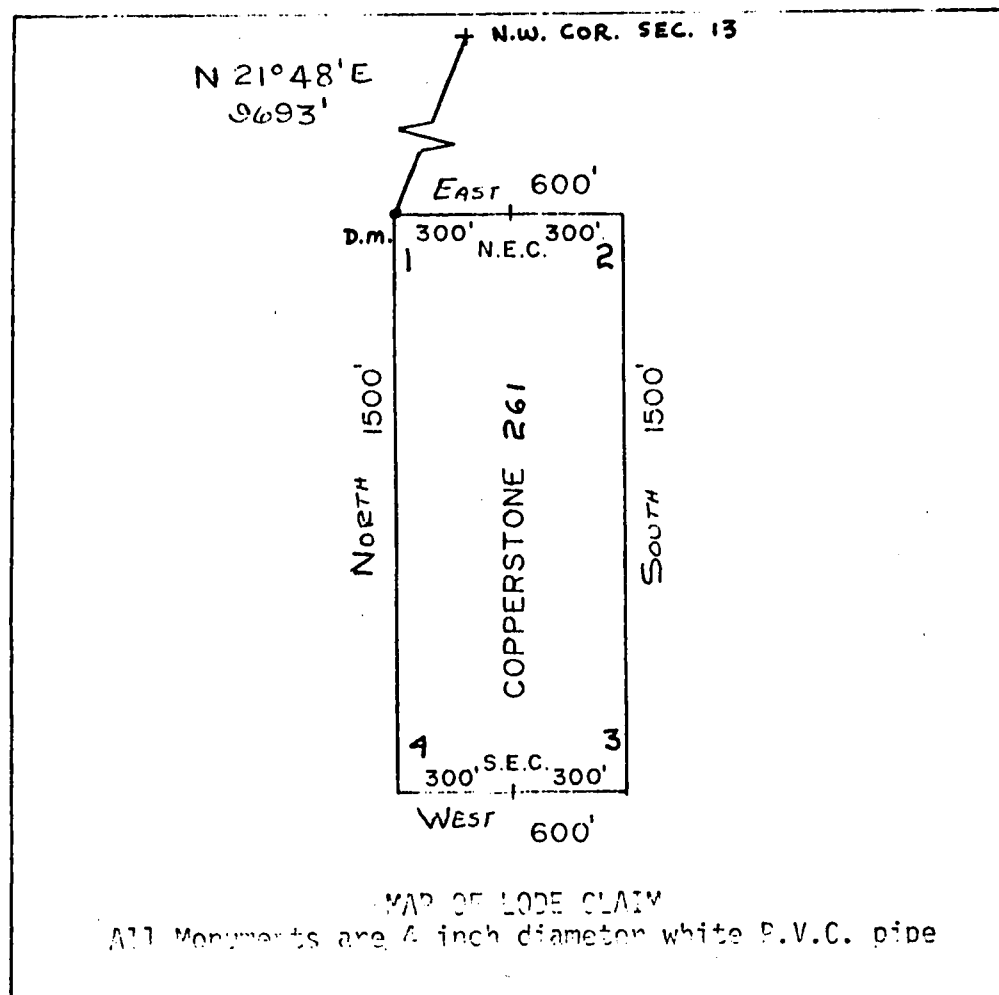 N.W. COR. SEC. 13
N 21°48'E
9693'
EAST 600'
D.M. 300' 300'
N.E.C.
1 2
NORTH 1500'
COPPERSTONE 261
SOUTH 1500'
4 3
S.E.C.
300' 300'
WEST 600'
MAP OF LODE CLAIM
All Monuments are 4 inch diameter white P.V.C. pipe